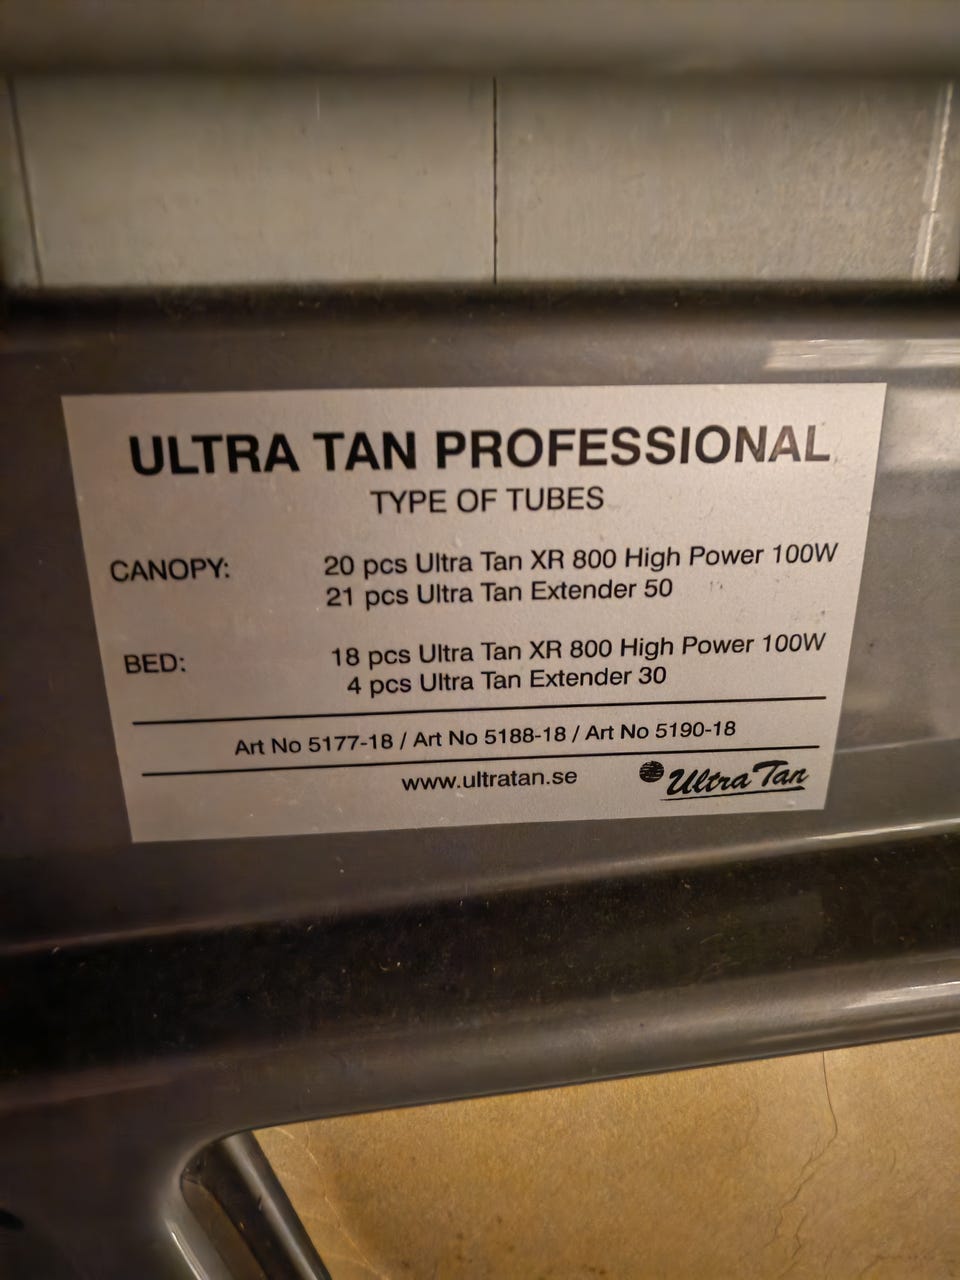 ULTRA TAN PROFESSIONAL
TYPE OF TUBES
CANOPY: 20 pcs Ultra Tan XR 800 High Power 100W
21 pcs Ultra Tan Extender 50
BED: 18 pcs Ultra Tan XR 800 High Power 100W
4 pcs Ultra Tan Extender 30
Art No 5177-18 / Art No 5188-18 / Art No 5190-18
www.ultratan.se Ultra Tan